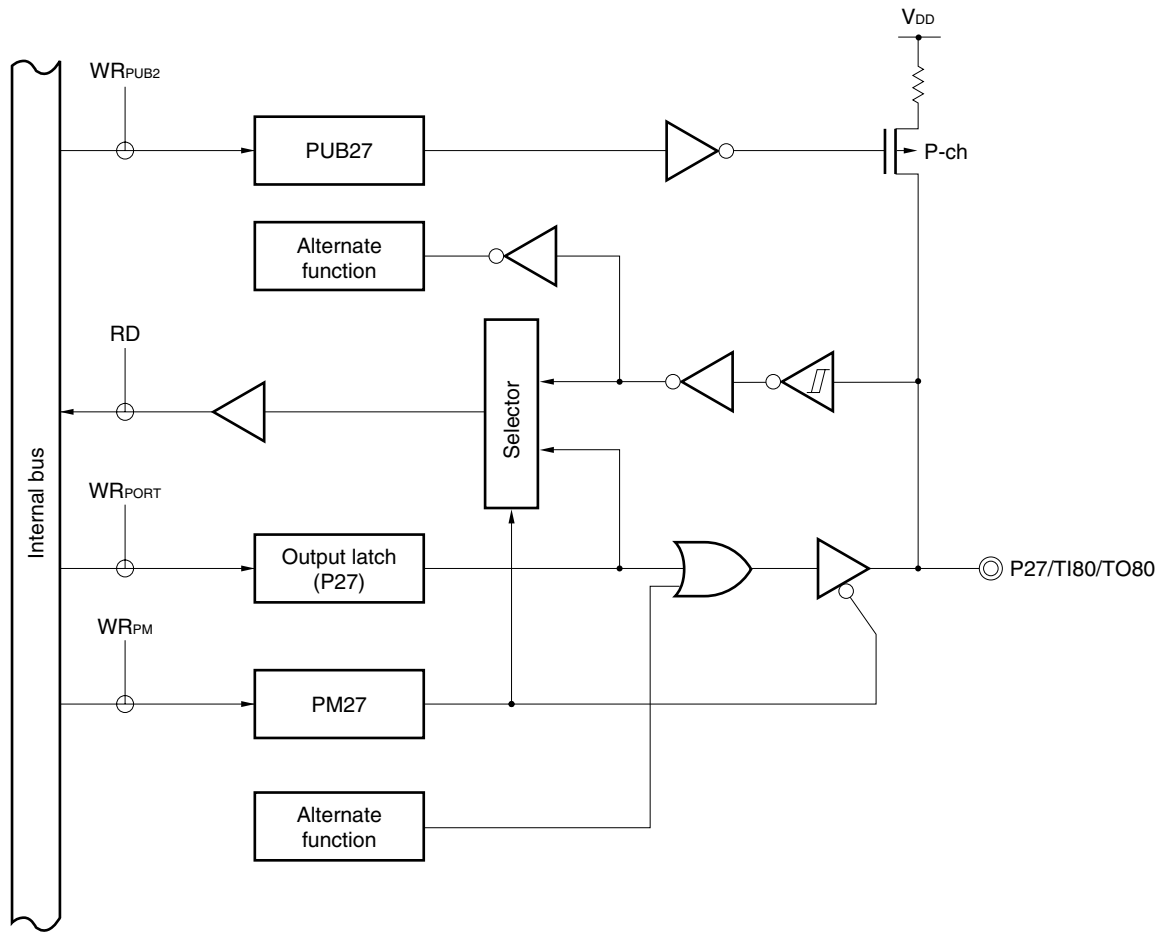 VDD
WRPUB2
PUB27
P-ch
Alternate
function
RD
Selector
Internal bus
WRPORT
Output latch
(P27)
P27/TI80/TO80
WRPM
PM27
Alternate
function